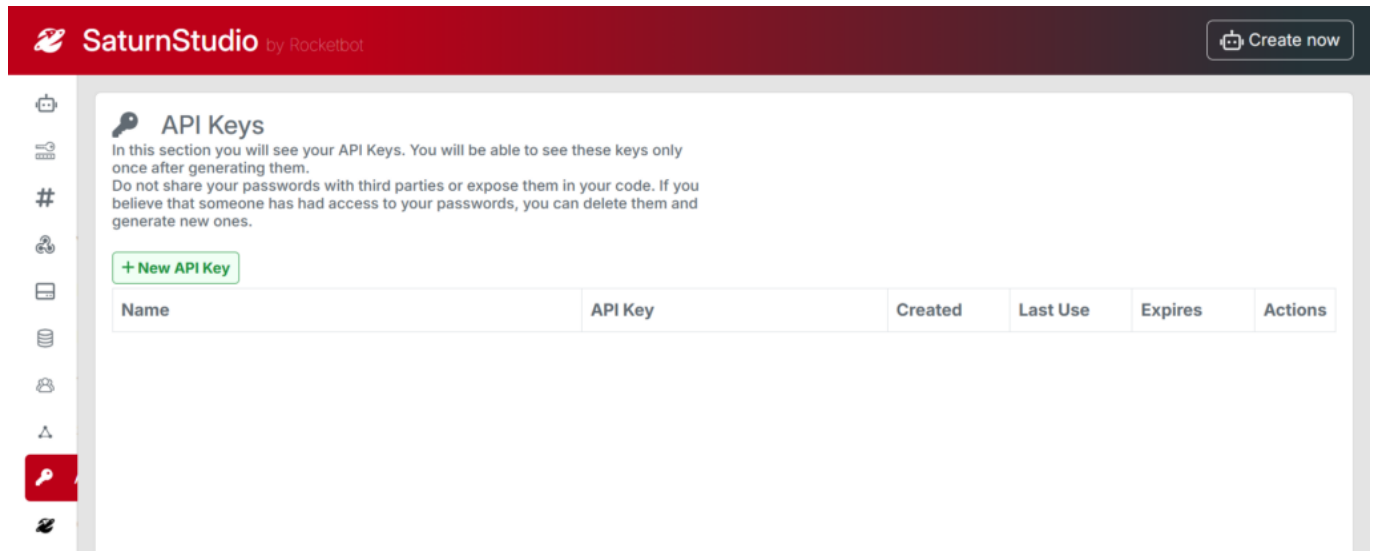 SaturnStudio by Rocketbot
Create now
API Keys
In this section you will see your API Keys. You will be able to see these keys only
once after generating them.
Do not share your passwords with third parties or expose them in your code. If you
believe that someone has had access to your passwords, you can delete them and
generate new ones.
+ New API Key
Name API Key Created Last Use Expires Actions